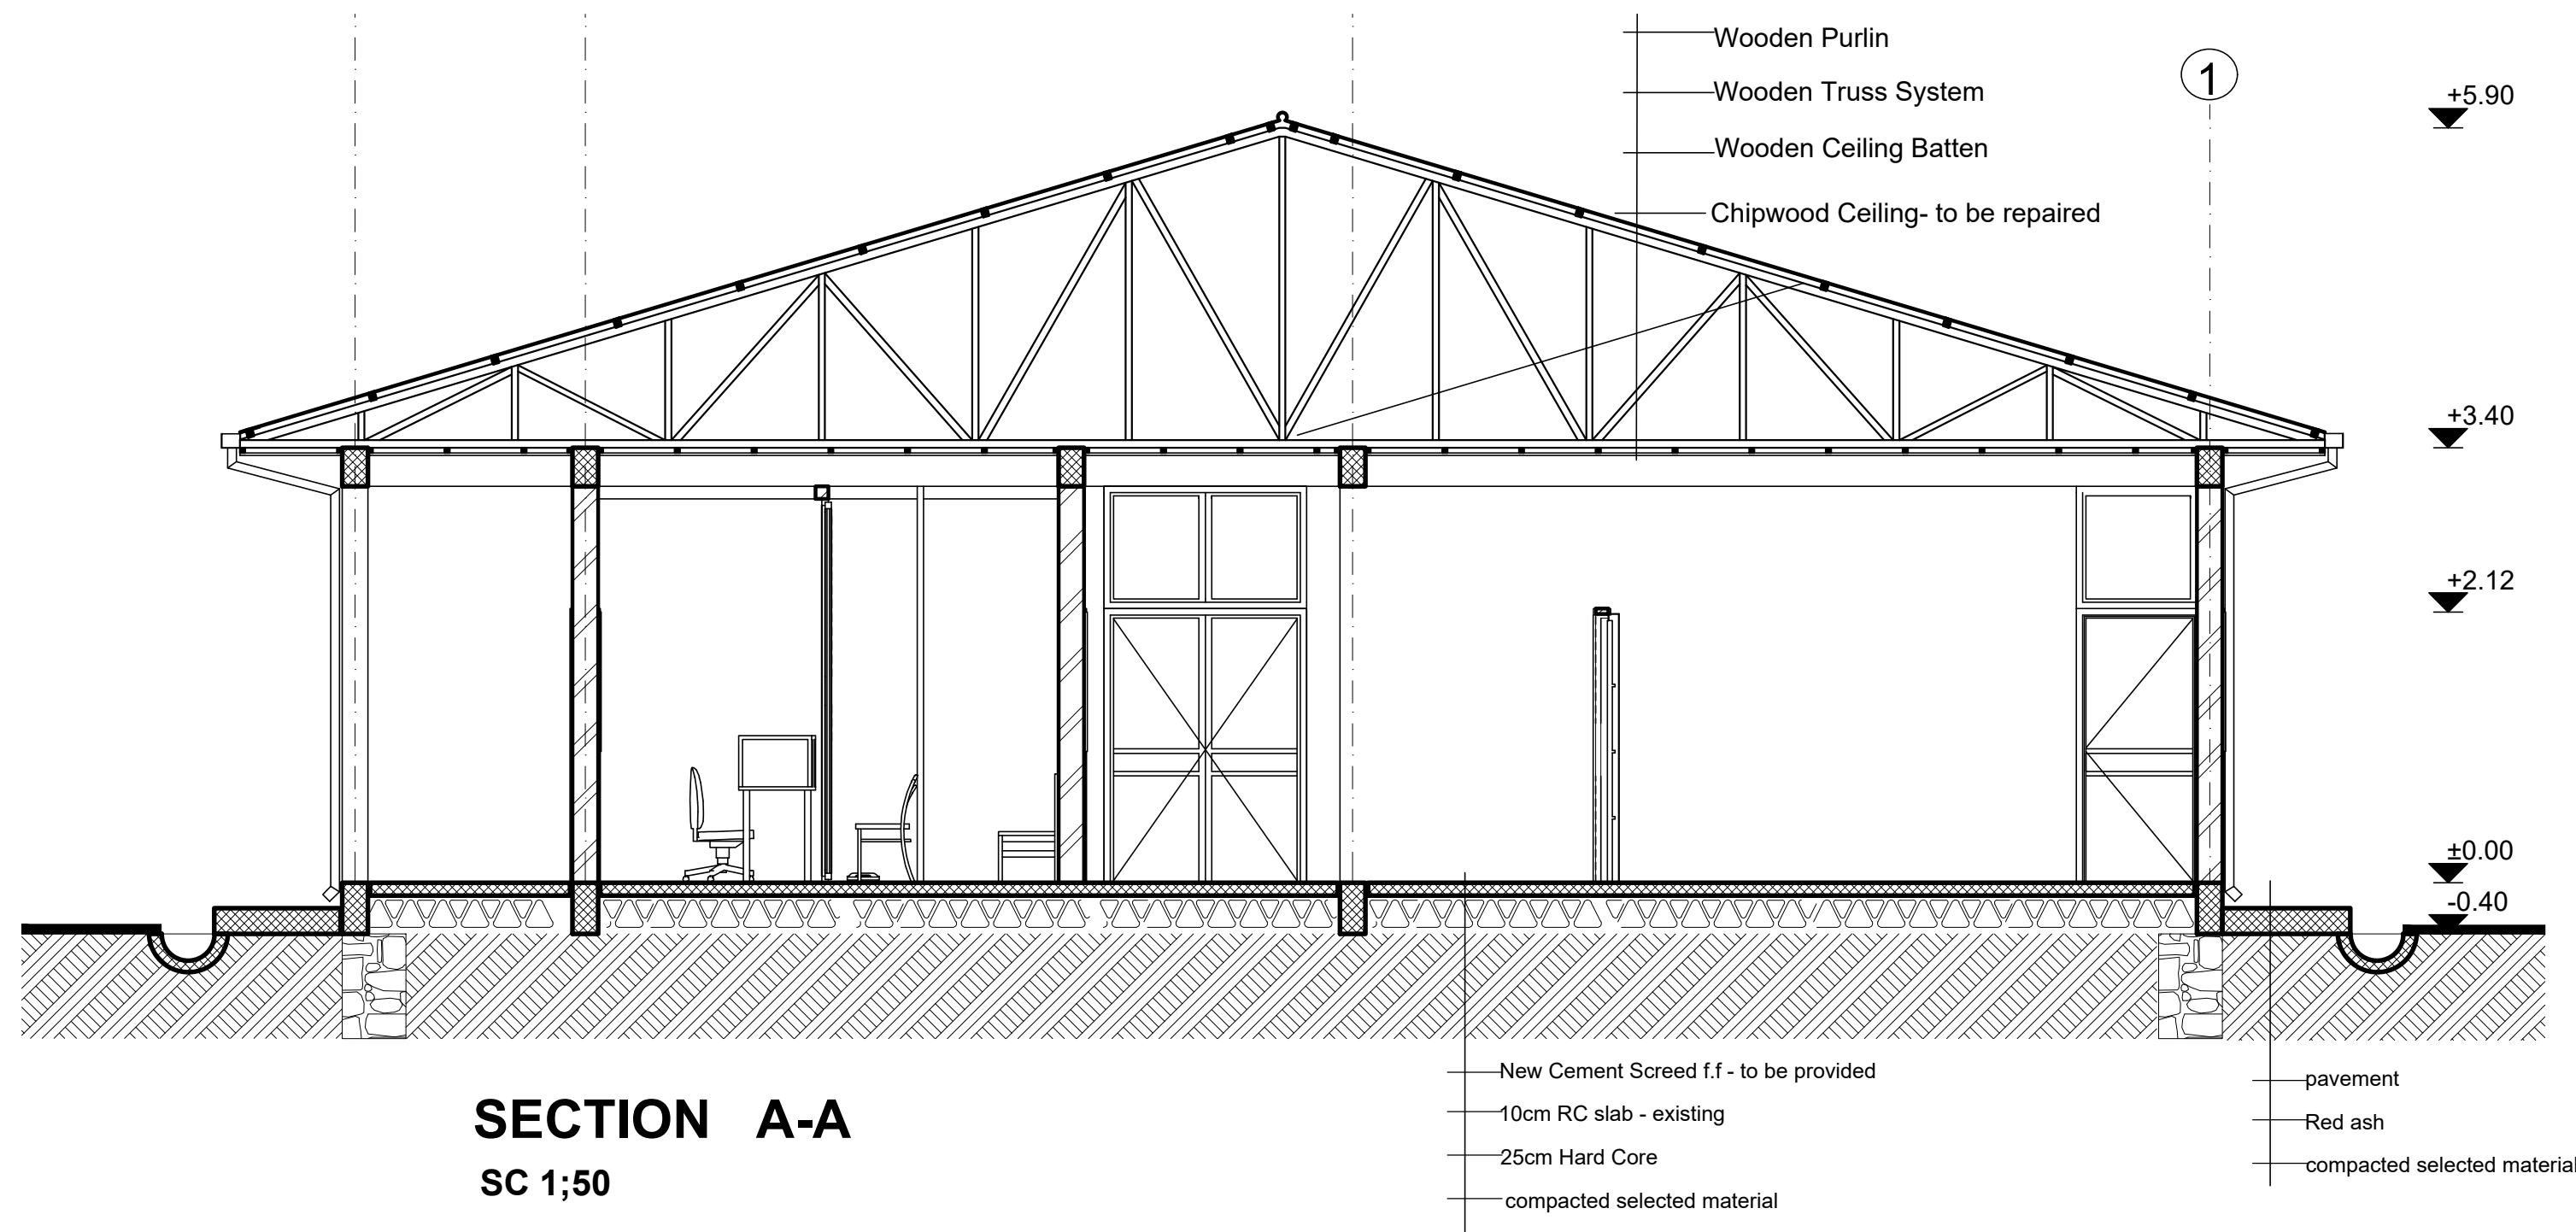 Wooden Purlin
Wooden Truss System
Wooden Ceiling Batten
Chipwood Ceiling- to be repaired
1
+5.90
+3.40
+2.12
±0.00
-0.40
New Cement Screed f.f - to be provided
10cm RC slab - existing
25cm Hard Core
compacted selected material
pavement
Red ash
compacted selected material
SECTION A-A
SC 1;50